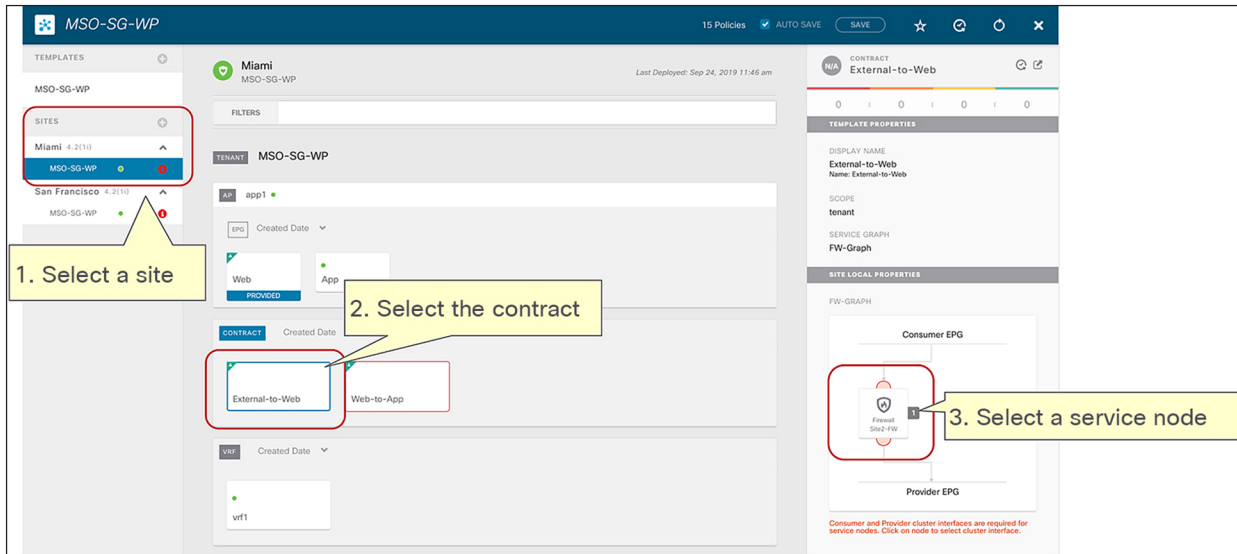 MSO-SG-WP
15 Policies AUTO SAVE SAVE
TEMPLATES
MSO-SG-WP
SITES
Miami 4.2(1i)
MSO-SG-WP
San Francisco 4.2(1i)
MSO-SG-WP
1. Select a site
Miami
MSO-SG-WP
Last Deployed: Sep 24, 2019 11:46 am
FILTERS
TENANT MSO-SG-WP
AP app1
EPG Created Date
Web
PROVIDED
App
2. Select the contract
CONTRACT Created Date
External-to-Web
Web-to-App
VRF Created Date
vrf1
N/A CONTRACT
External-to-Web
0 0 0 0
TEMPLATE PROPERTIES
DISPLAY NAME
External-to-Web
Name: External-to-Web
SCOPE
tenant
SERVICE GRAPH
FW-Graph
SITE LOCAL PROPERTIES
FW-GRAPH
Consumer EPG
Firewall
Site2-FW
1
3. Select a service node
Provider EPG
Consumer and Provider cluster interfaces are required for
service nodes. Click on node to select cluster interface.